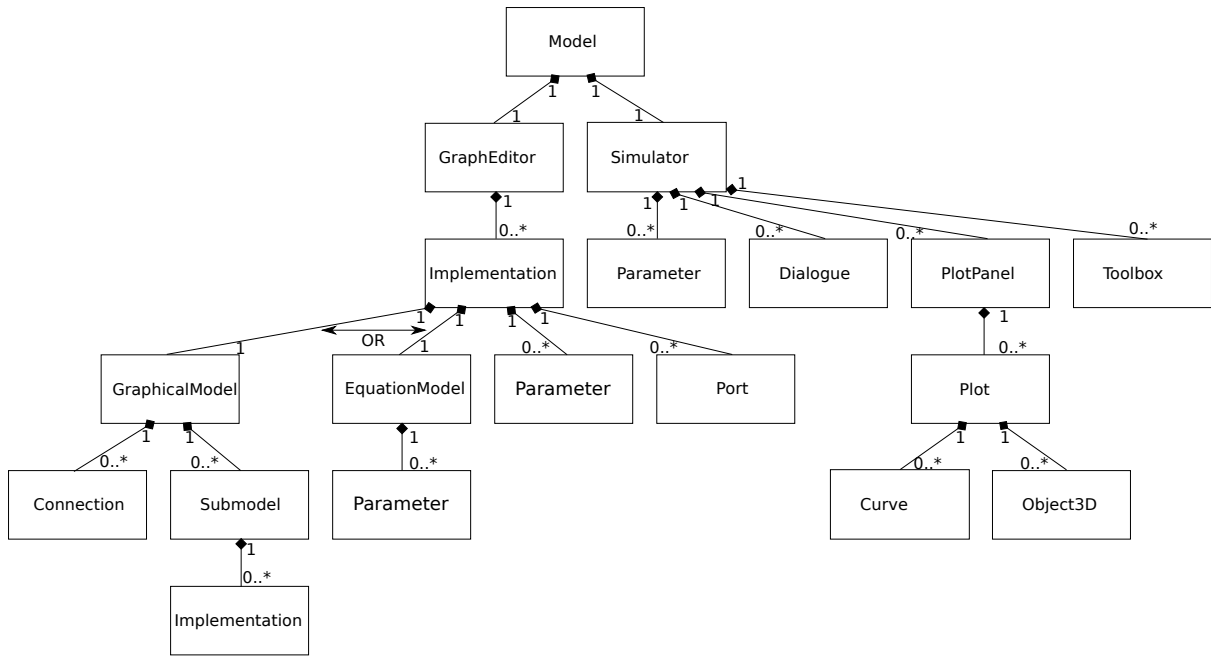 Model
1
1
1
1
GraphEditor
Simulator
1
1
1
1
1
0..*
0..*
0..*
0..*
0..*
Implementation
Parameter
Dialogue
PlotPanel
Toolbox
1
1
1
1
1
OR
1
1
0..*
0..*
0..*
GraphicalModel
EquationModel
Parameter
Port
Plot
1
1
1
1
1
0..*
0..*
0..*
0..*
0..*
Connection
Submodel
Parameter
Curve
Object3D
1
0..*
Implementation